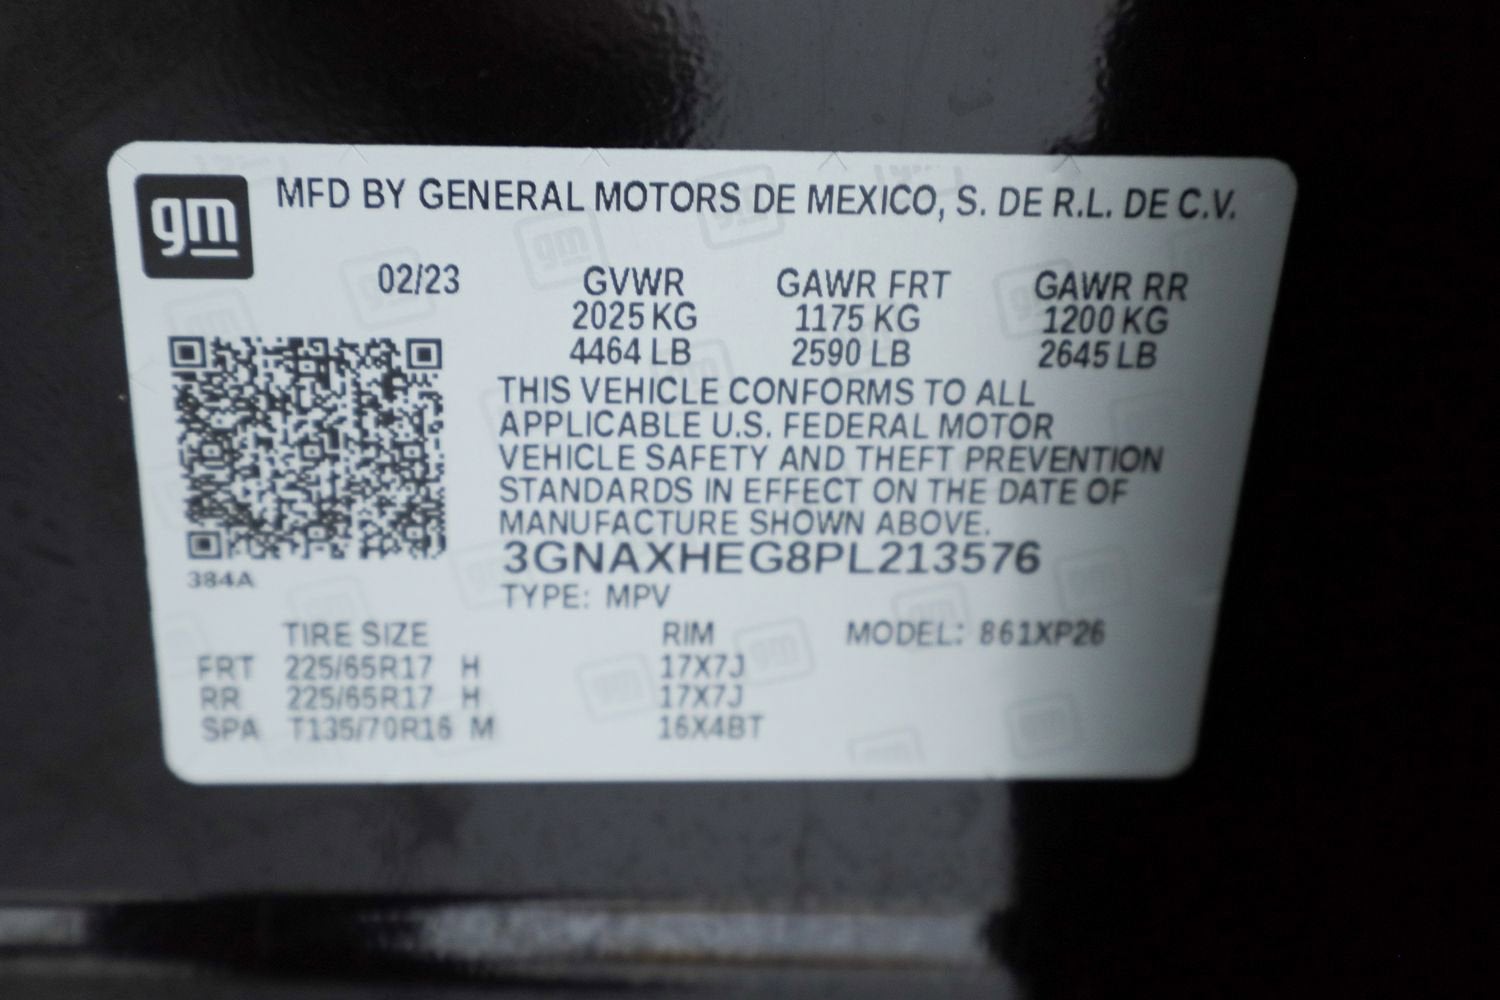 gm
MFD BY GENERAL MOTORS DE MEXICO, S. DE R.L. DE C.V.
02/23 GVWR GAWR FRT GAWR RR
2025 KG 1175 KG 1200 KG
4464 LB 2590 LB 2645 LB
THIS VEHICLE CONFORMS TO ALL
APPLICABLE U.S. FEDERAL MOTOR
VEHICLE SAFETY AND THEFT PREVENTION
STANDARDS IN EFFECT ON THE DATE OF
MANUFACTURE SHOWN ABOVE.
3GNAXHEG8PL213576
384A
TYPE: MPV
TIRE SIZE RIM MODEL: 861XP26
FRT 225/65R17 H 17X7J
RR 225/65R17 H 17X7J
SPA T135/70R16 M 16X4BT